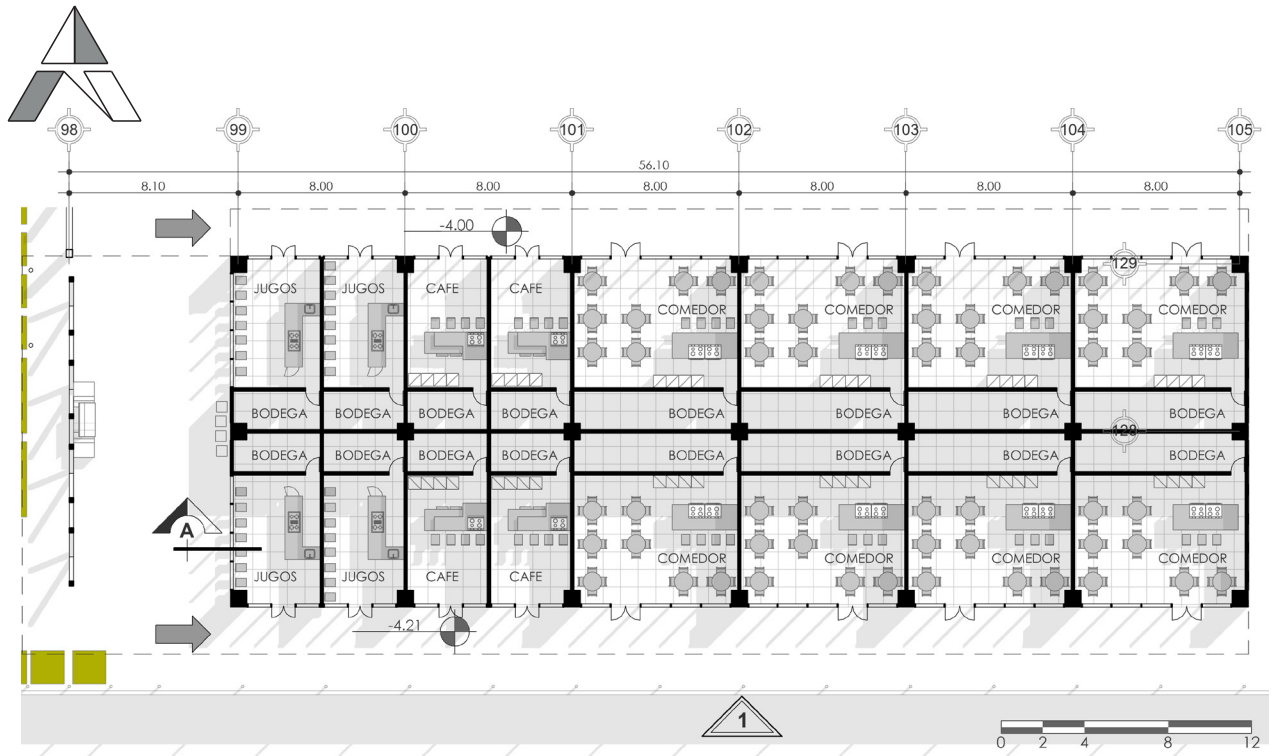 98 99 100 101 102 103 104 105
56.10
8.10 8.00 8.00 8.00 8.00 8.00 8.00
-4.00
129
JUGOS JUGOS CAFE CAFE
COMEDOR COMEDOR COMEDOR COMEDOR
BODEGA BODEGA BODEGA BODEGA BODEGA BODEGA BODEGA BODEGA
128
BODEGA BODEGA BODEGA BODEGA BODEGA BODEGA BODEGA BODEGA
A
COMEDOR COMEDOR COMEDOR COMEDOR
JUGOS JUGOS CAFE CAFE
-4.21
1
0 2 4 8 12